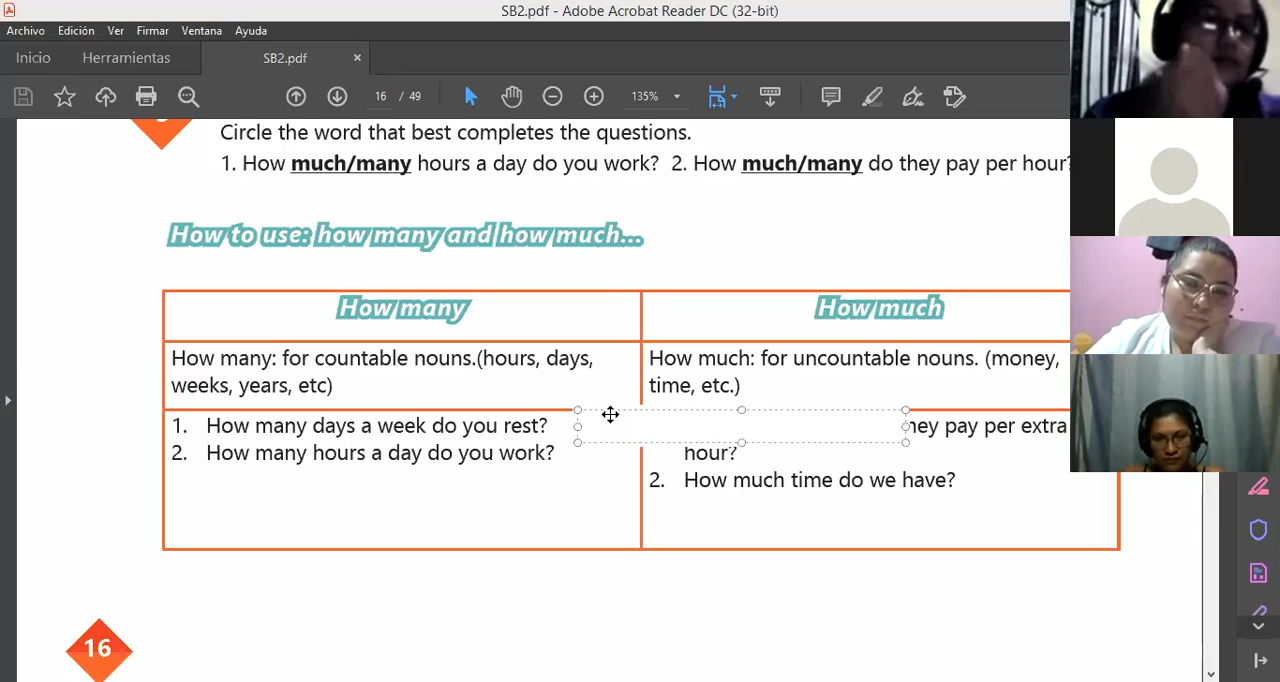 SB2.pdf - Adobe Acrobat Reader DC (32-bit)
Archivo Edición Ver Firmar Ventana Ayuda
Inicio Herramientas SB2.pdf ×
16 / 49 135%
Circle the word that best completes the questions.
1. How much/many hours a day do you work? 2. How much/many do they pay per hour?
How to use: how many and how much...
How many How much
How many: for countable nouns.(hours, days,
weeks, years, etc)
How much: for uncountable nouns. (money,
time, etc.)
1. How many days a week do you rest?
2. How many hours a day do you work?
hey pay per extra
hour?
2. How much time do we have?
16